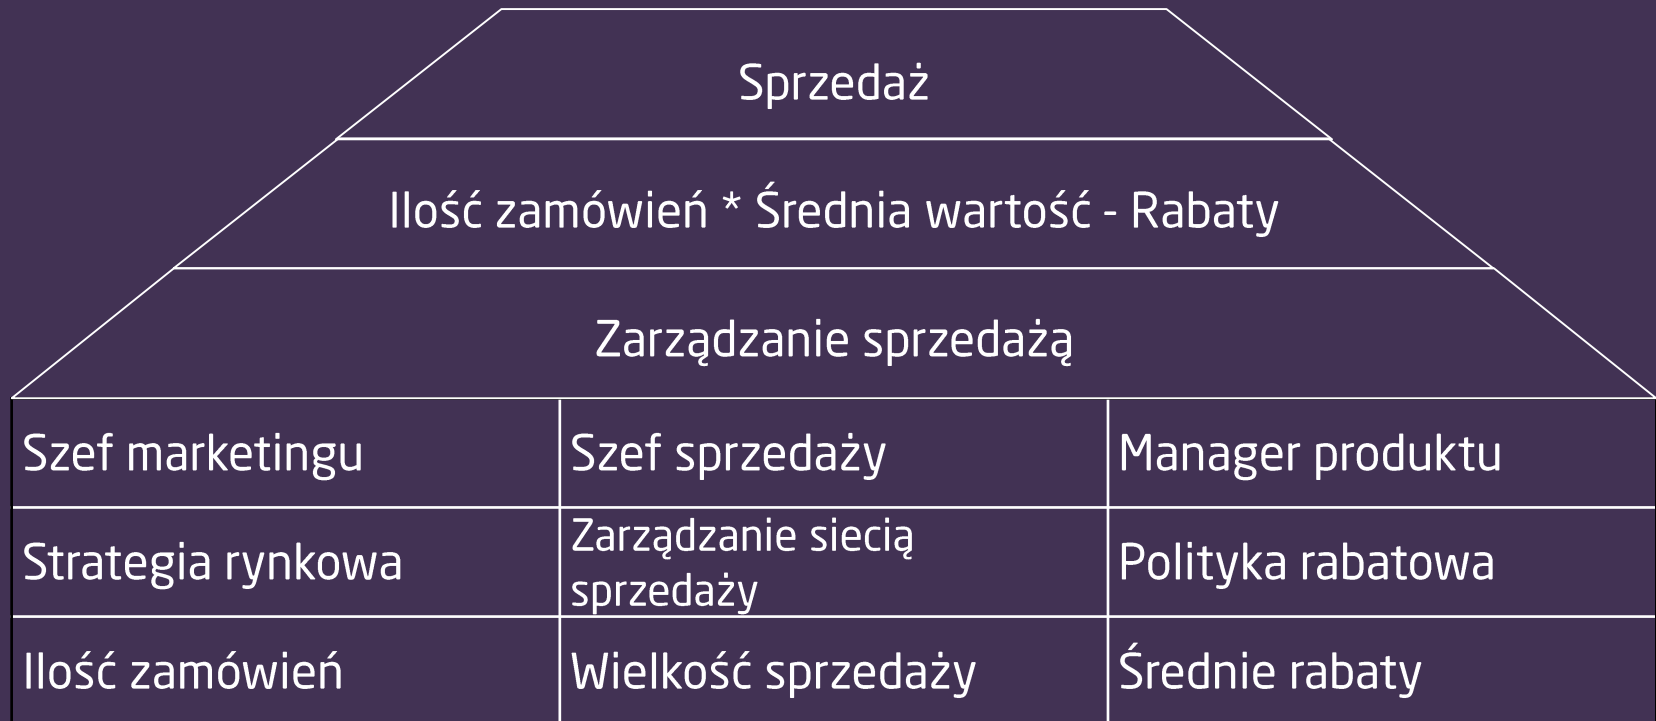 Sprzedaż
Ilość zamówień * Średnia wartość - Rabaty
Zarządzanie sprzedażą
Szef marketingu
Szef sprzedaży
Manager produktu
Strategia rynkowa
Zarządzanie siecią
sprzedaży
Polityka rabatowa
Ilość zamówień
Wielkość sprzedaży
Średnie rabaty